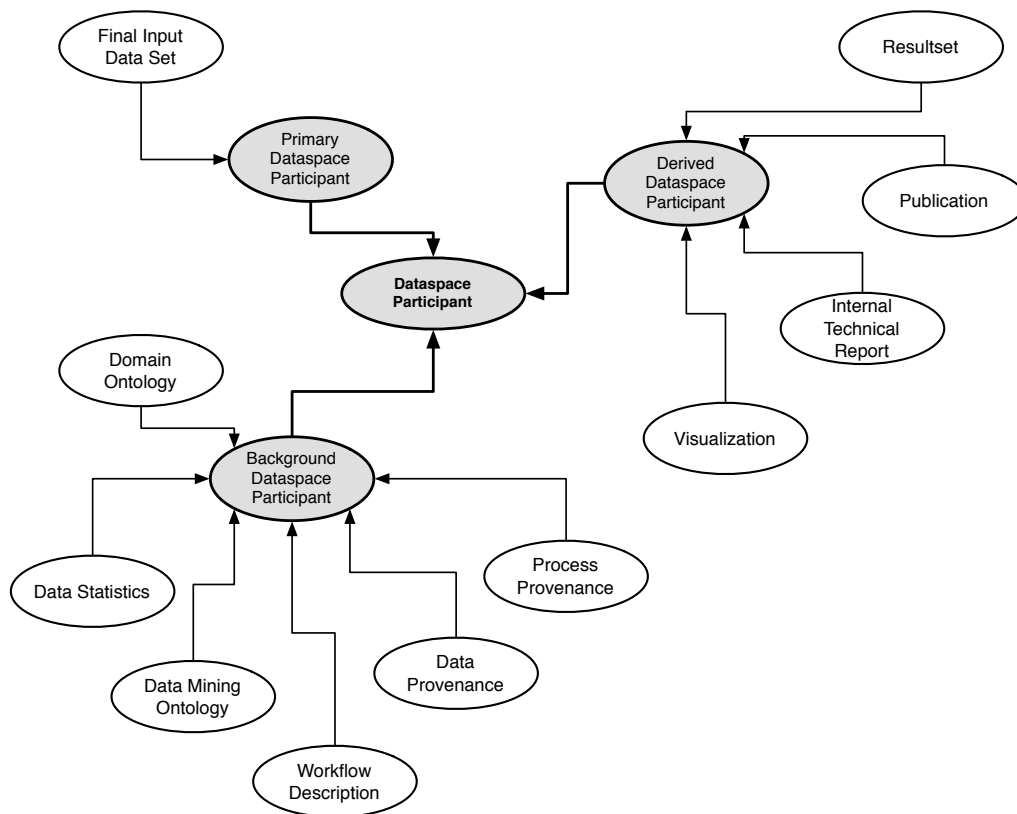 Final Input
Data Set
Resultset
Primary
Dataspace
Participant
Derived
Dataspace
Participant
Publication
Dataspace
Participant
Internal
Technical
Report
Domain
Ontology
Visualization
Background
Dataspace
Participant
Data Statistics
Process
Provenance
Data Mining
Ontology
Data
Provenance
Workflow
Description